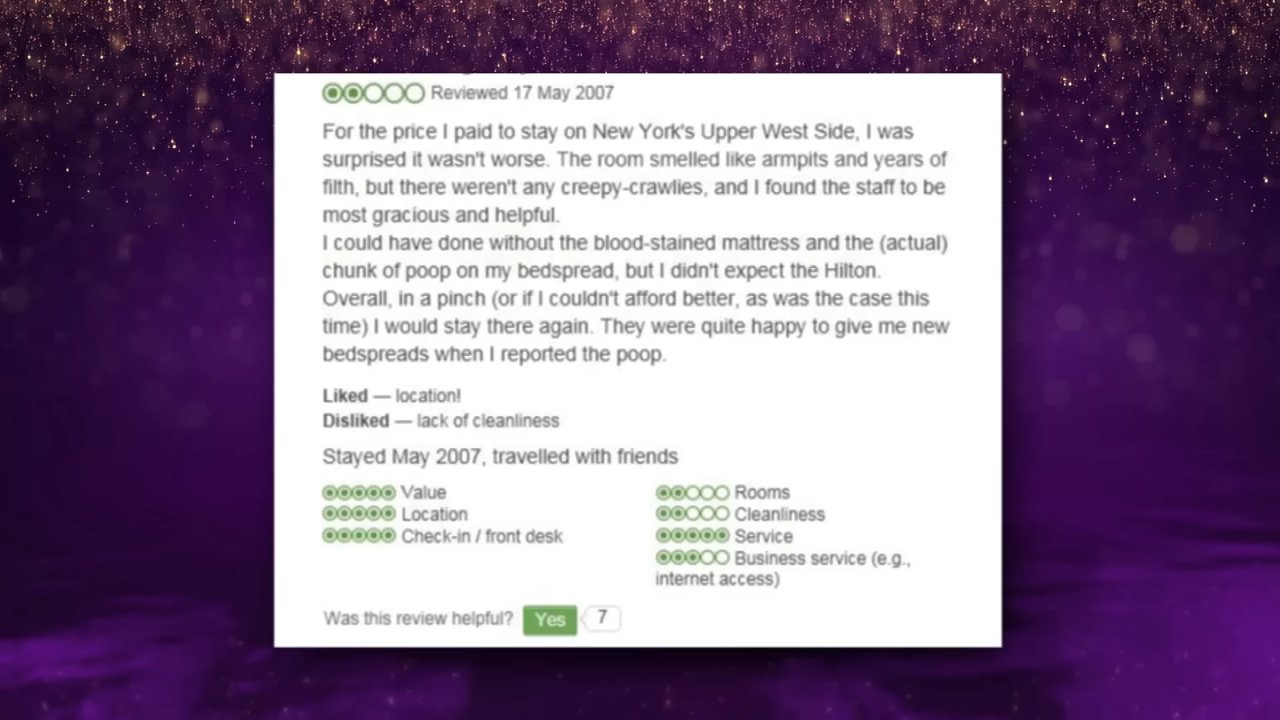 Reviewed 17 May 2007
For the price I paid to stay on New York's Upper West Side, I was
surprised it wasn't worse. The room smelled like armpits and years of
filth, but there weren't any creepy-crawlies, and I found the staff to be
most gracious and helpful.
I could have done without the blood-stained mattress and the (actual)
chunk of poop on my bedspread, but I didn't expect the Hilton.
Overall, in a pinch (or if I couldn't afford better, as was the case this
time) I would stay there again. They were quite happy to give me new
bedspreads when I reported the poop.
Liked — location!
Disliked — lack of cleanliness
Stayed May 2007, travelled with friends
Value
Location
Check-in / front desk
Rooms
Cleanliness
Service
Business service (e.g.,
internet access)
Was this review helpful? Yes 7